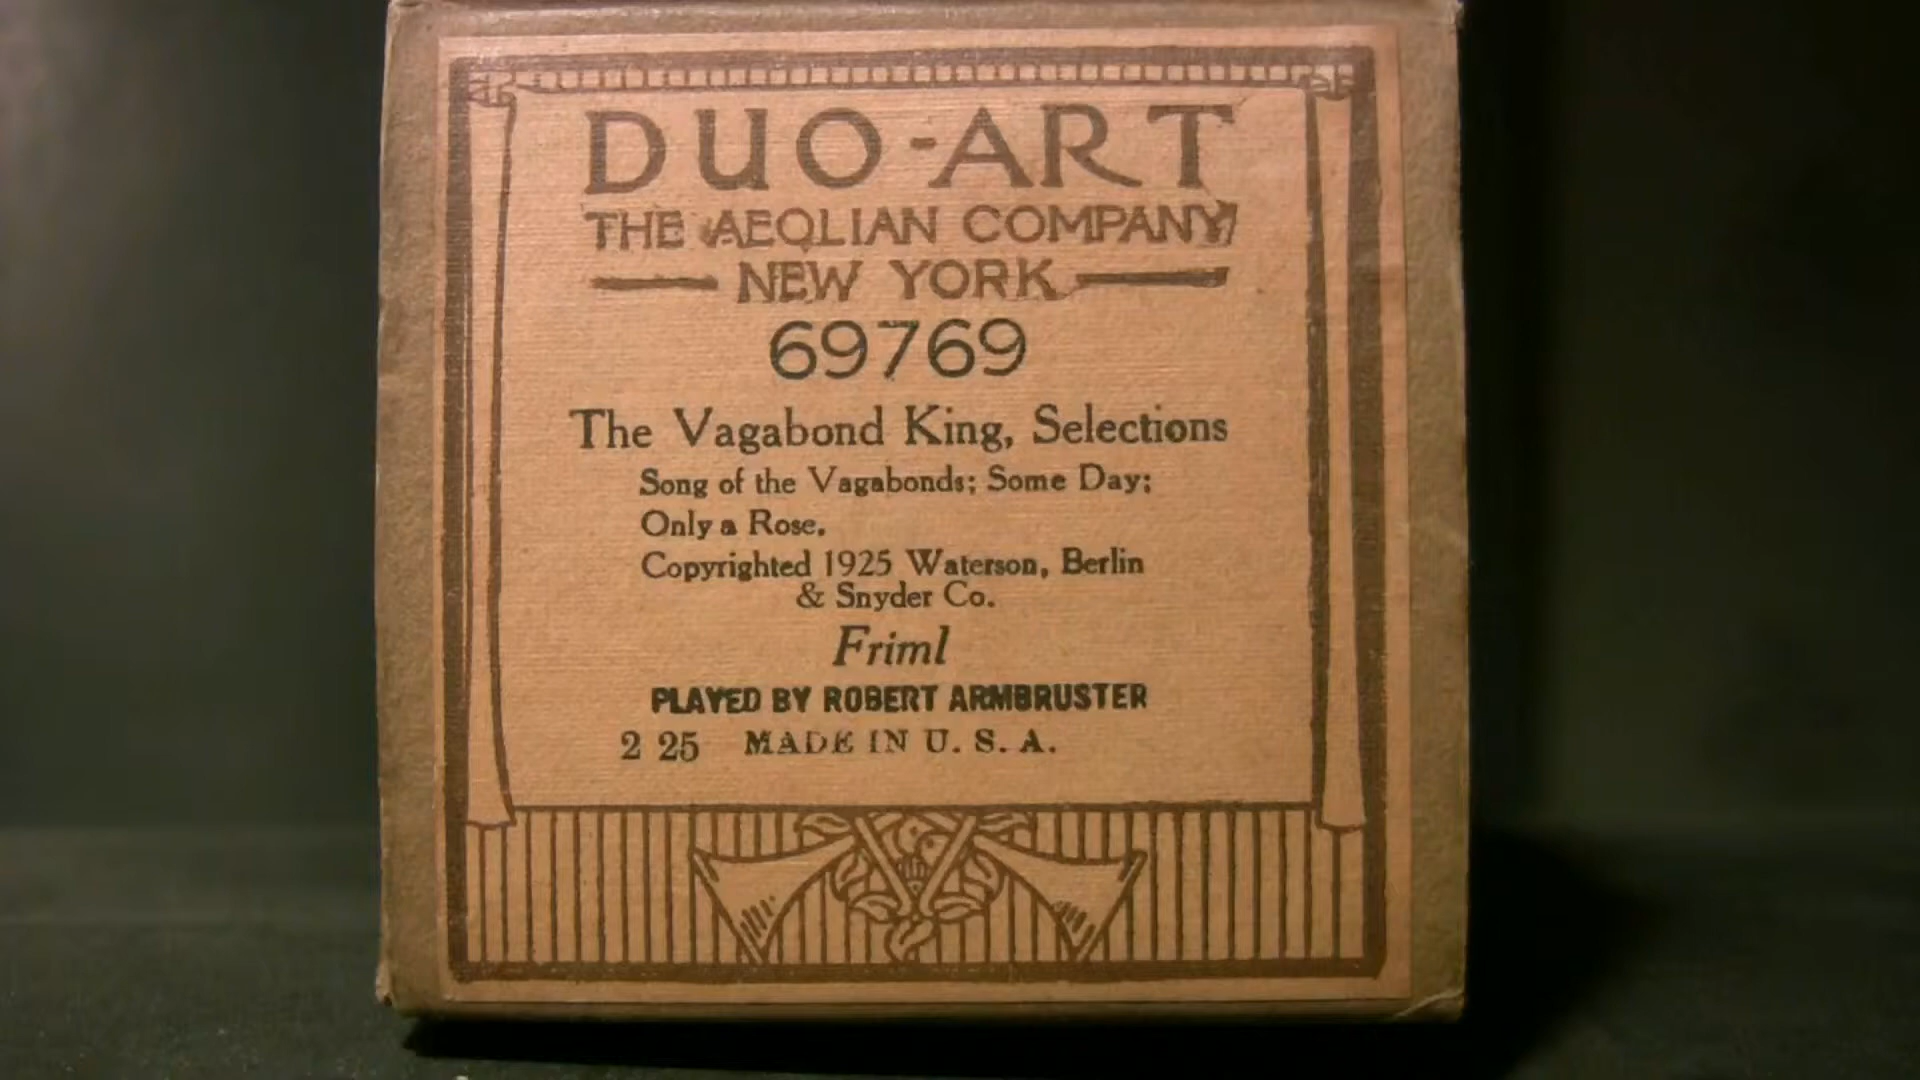 DUO-ART
THE AEOLIAN COMPANY
NEW YORK
69769
The Vagabond King, Selections
Song of the Vagabonds; Some Day;
Only a Rose.
Copyrighted 1925 Waterson, Berlin
& Snyder Co.
Friml
PLAYED BY ROBERT ARMBRUSTER
2 25 MADE IN U. S. A.